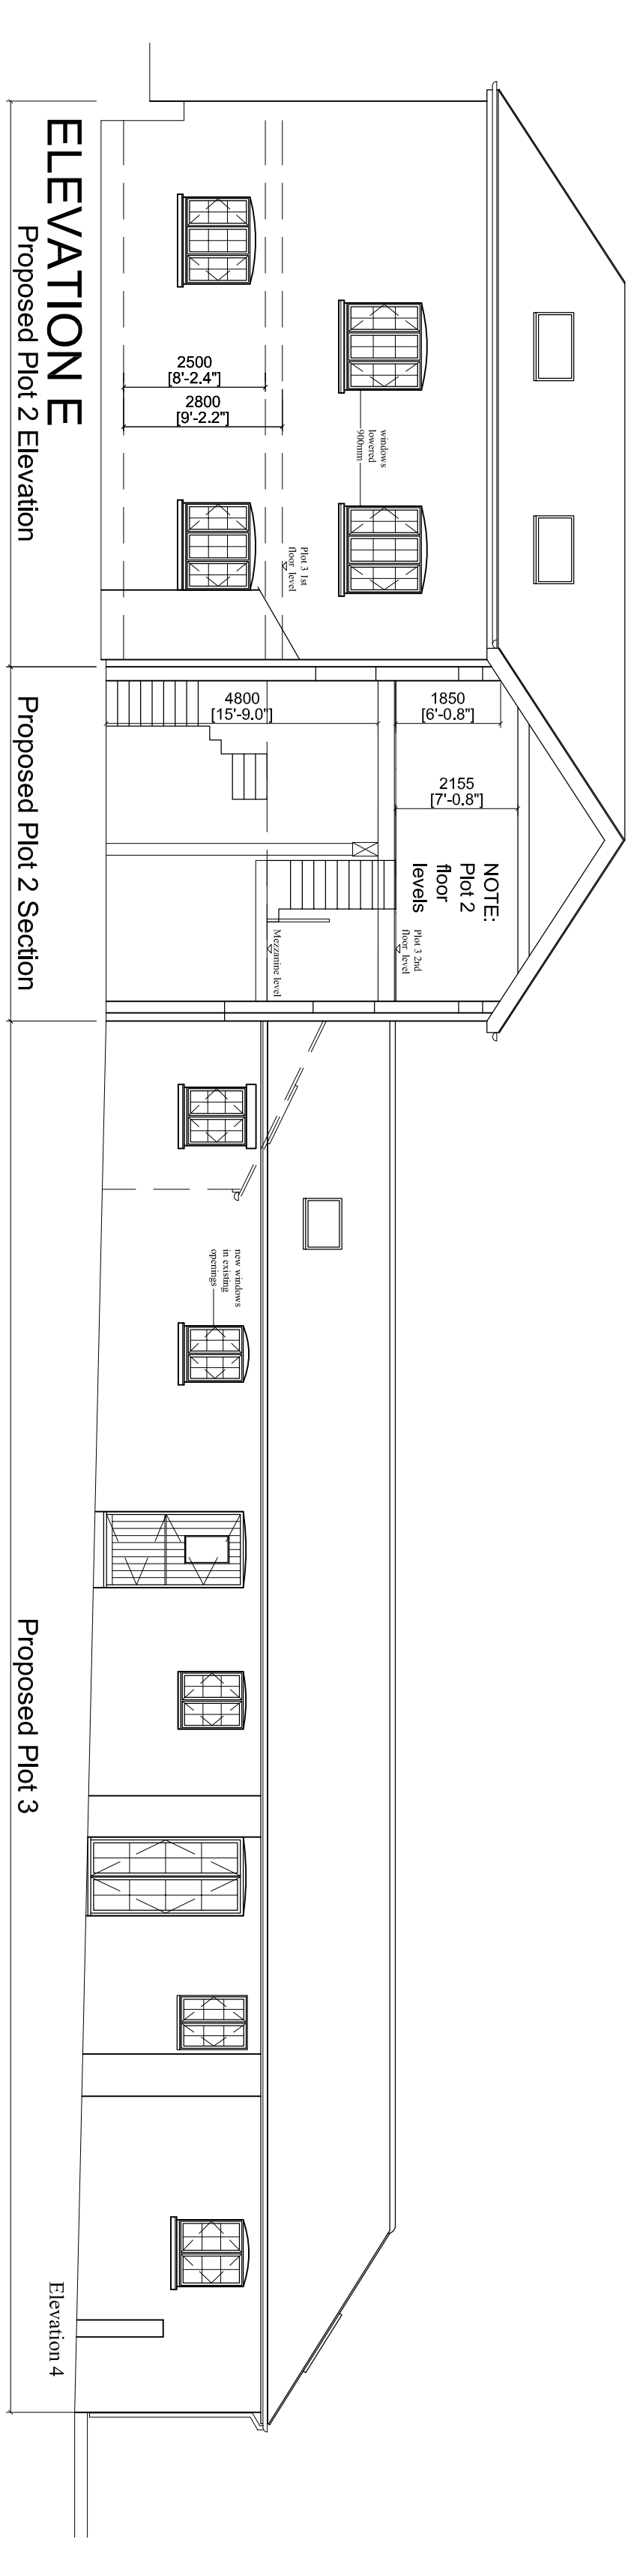 ELEVATION E
Proposed Plot 2 Elevation
Proposed Plot 2 Section
Proposed Plot 3
Elevation 4
2500
[8'-2.4"]
2800
[9'-2.2"]
windows
lowered
900mm
Plot 3 1st
floor level
4800
[15'-9.0"]
1850
[6'-0.8"]
2155
[7'-0.8"]
NOTE:
Plot 2
floor
levels
Plot 3 2nd
floor level
Mezzanine level
new windows
in existing
openings